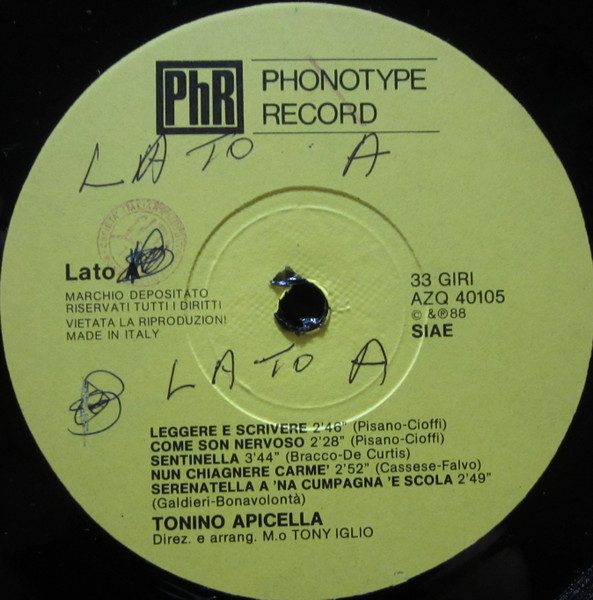 PhR
PHONOTYPE
RECORD
LATO A
Lato
MARCHIO DEPOSITATO
RISERVATI TUTTI I DIRITTI
VIETATA LA RIPRODUZIONI
MADE IN ITALY
33 GIRI
AZQ 40105
© &℗88
SIAE
LATO A
LEGGERE E SCRIVERE 2'46" (Pisano-Cioffi)
COME SON NERVOSO 2'28" (Pisano-Cioffi)
SENTINELLA 3'44" (Bracco-De Curtis)
NUN CHIAGNERE CARME' 2'52" (Cassese-Falvo)
SERENATELLA A 'NA CUMPAGNA 'E SCOLA 2'49"
(Galdieri-Bonavolontà)
TONINO APICELLA
Direz. e arrang. M.o TONY IGLIO